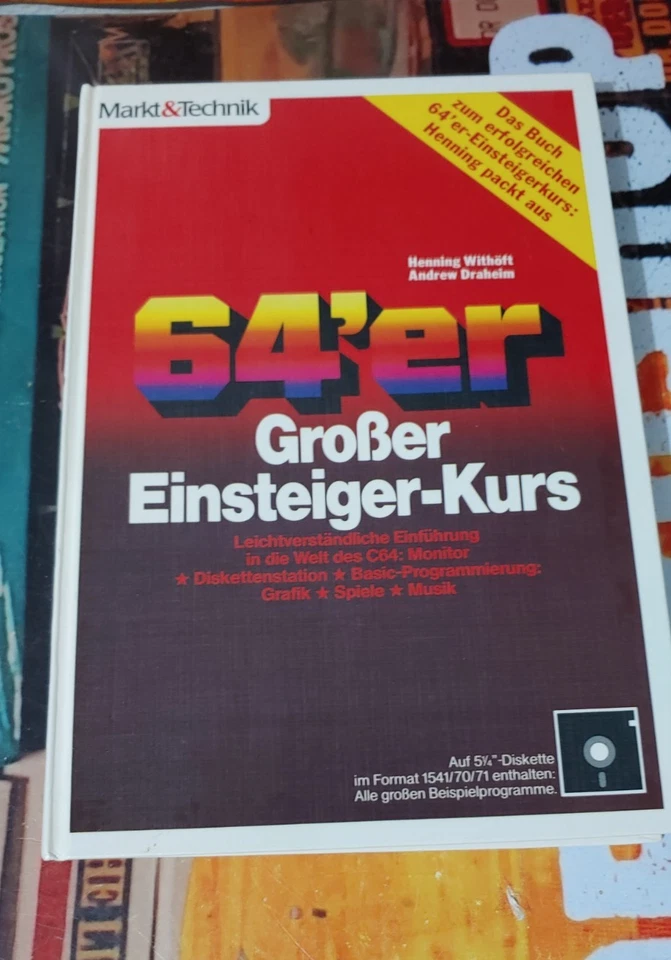 Markt&Technik
Das Buch
zum erfolgreichen
64'er-Einsteigerkurs:
Henning packt aus
Henning Withöft
Andrew Draheim
64'er
Großer
Einsteiger-Kurs
Leichtverständliche Einführung
in die Welt des C64: Monitor
★ Diskettenstation ★ Basic-Programmierung:
Grafik ★ Spiele ★ Musik
Auf 5¼"-Diskette
im Format 1541/70/71 enthalten:
Alle großen Beispielprogramme.